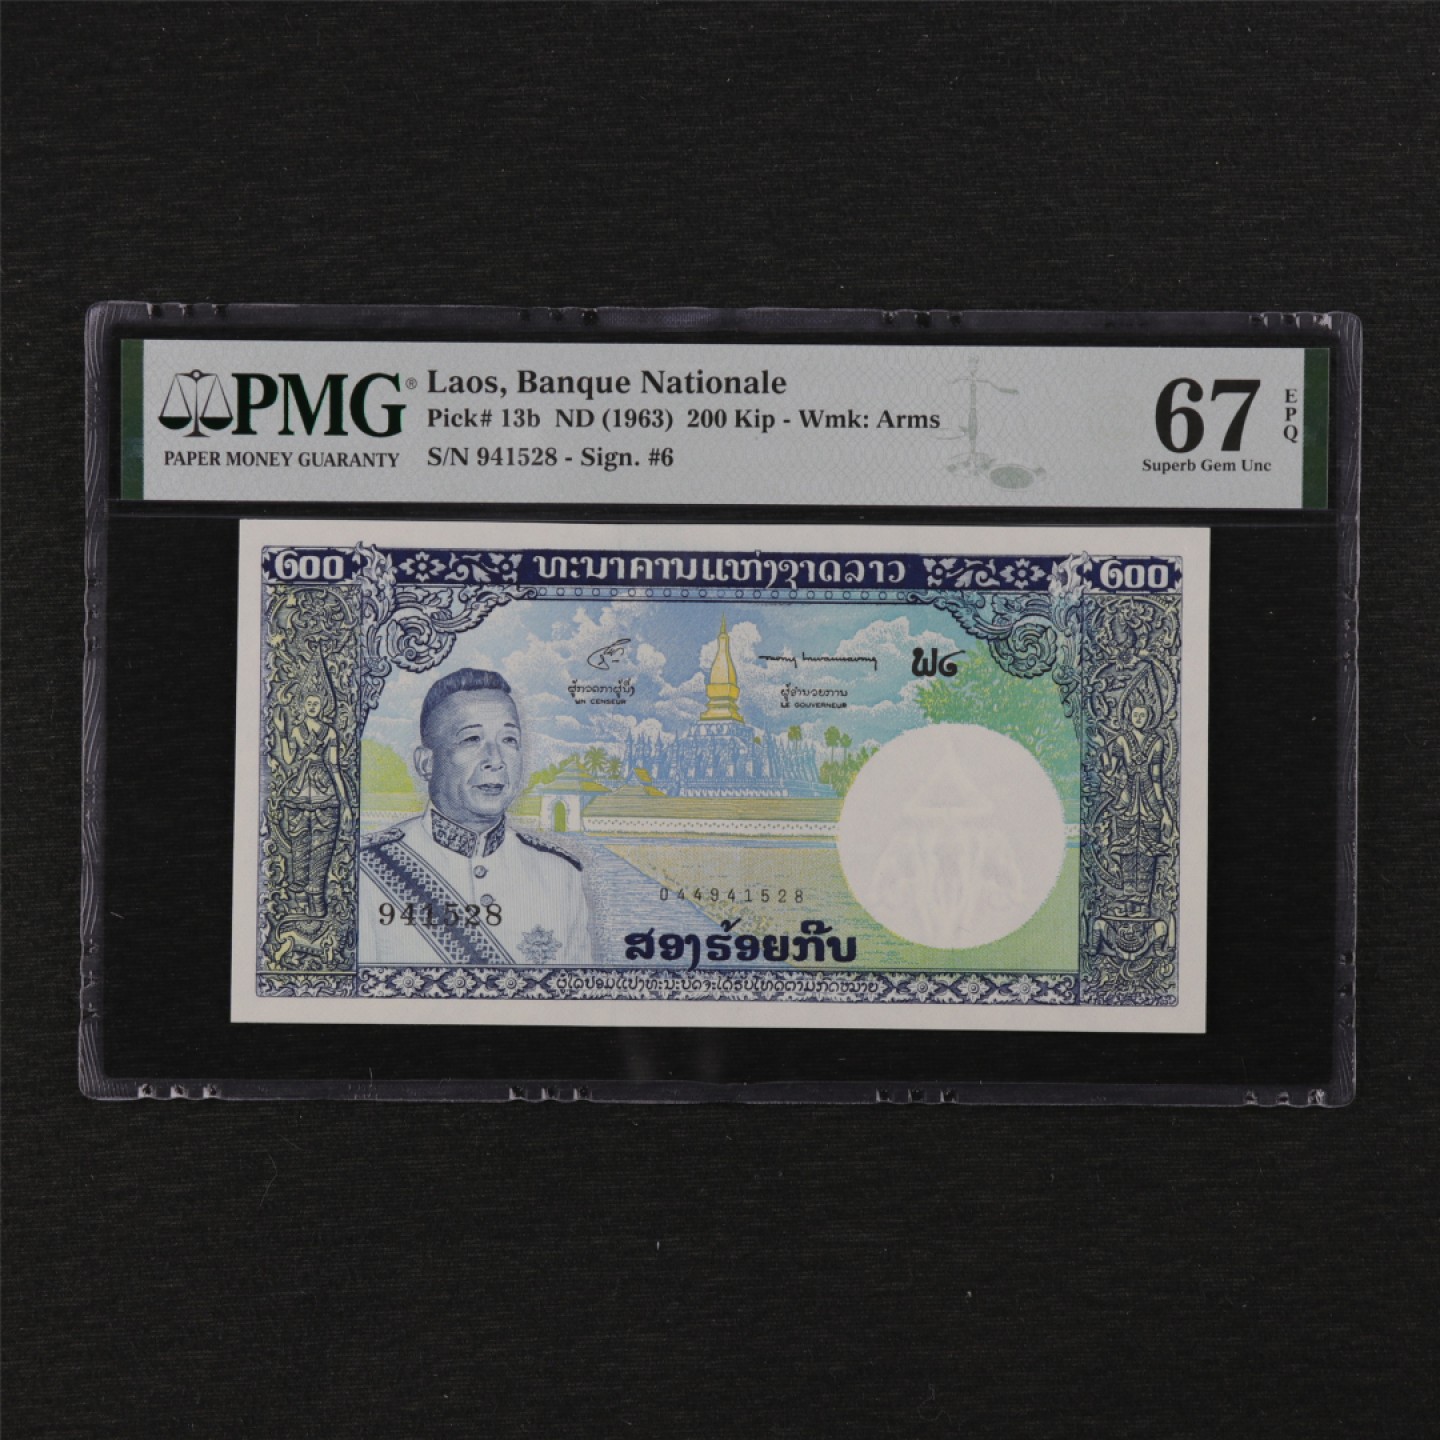 PMG®
PAPER MONEY GUARANTY
Laos, Banque Nationale
Pick# 13b ND (1963) 200 Kip - Wmk: Arms
S/N 941528 - Sign. #6
67
EPQ
Superb Gem Unc
໒໐໐ ທະນາຄານແຫ່ງຊາດລາວ ໒໐໐
ຜູ້ກວດກາຜູ້ນຶ່ງ
UN CENSEUR
ຜູ້ອໍານວຍການ
LE GOUVERNEUR
044941528
941528
ສອງຮ້ອຍກີບ